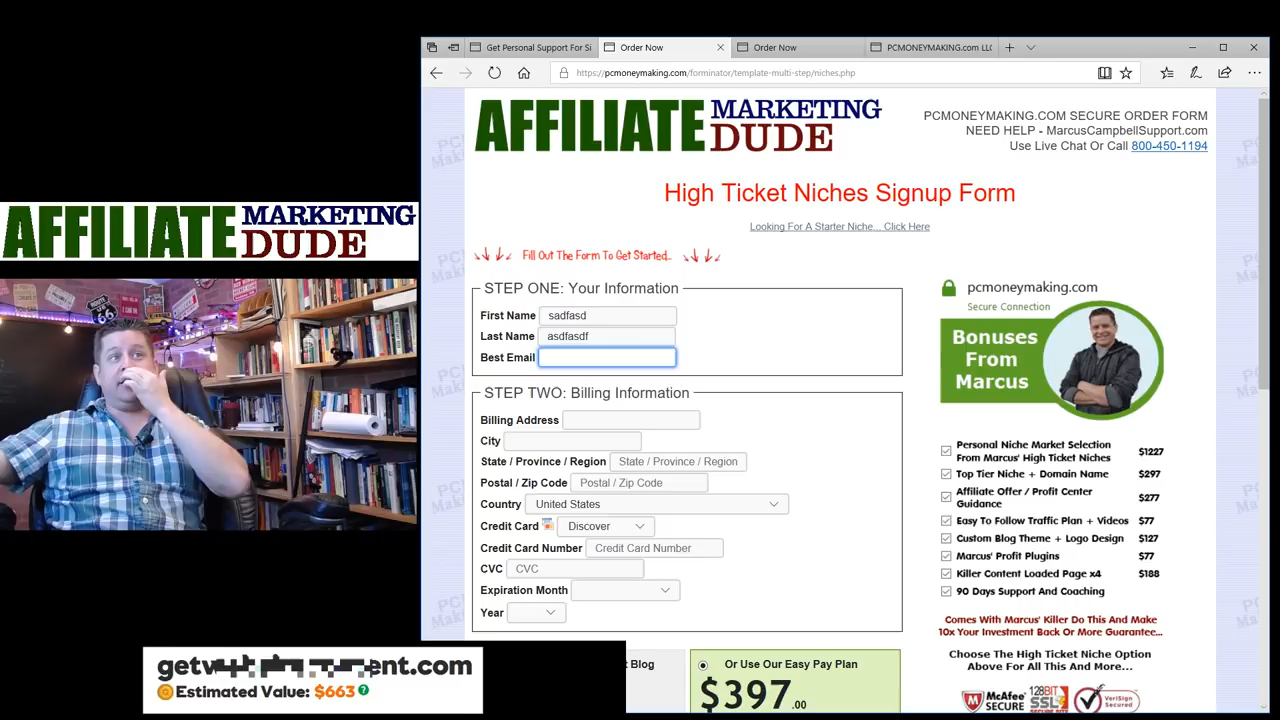 Get Personal Support For Si
Order Now
Order Now
PCMONEYMAKING.com LLC
https://pcmoneymaking.com/forminator/template-multi-step/niches.php
AFFILIATE MARKETING DUDE
PCMONEYMAKING.COM SECURE ORDER FORM
NEED HELP - MarcusCampbellSupport.com
Use Live Chat Or Call 800-450-1194
High Ticket Niches Signup Form
Looking For A Starter Niche... Click Here
Fill Out The Form To Get Started...
STEP ONE: Your Information
First Name sadfasd
Last Name asdfasdf
Best Email
STEP TWO: Billing Information
Billing Address
City
State / Province / Region State / Province / Region
Postal / Zip Code Postal / Zip Code
Country United States
Credit Card Discover
Credit Card Number Credit Card Number
CVC CVC
Expiration Month
Year
t Blog
Or Use Our Easy Pay Plan
$397.00
pcmoneymaking.com
Secure Connection
Bonuses
From
Marcus
Personal Niche Market Selection
From Marcus' High Ticket Niches $1227
Top Tier Niche + Domain Name $297
Affiliate Offer / Profit Center
Guidance $277
Easy To Follow Traffic Plan + Videos $77
Custom Blog Theme + Logo Design $127
Marcus' Profit Plugins $77
Killer Content Loaded Page x4 $188
90 Days Support And Coaching
Comes With Marcus' Killer Do This And Make
10x Your Investment Back Or More Guarantee...
Choose The High Ticket Niche Option
Above For All This And More...
McAfee
SECURE
128BIT
SSL
VeriSign
Secured
AFFILIATE MARKETING DUDE
ent.com
Estimated Value: $663